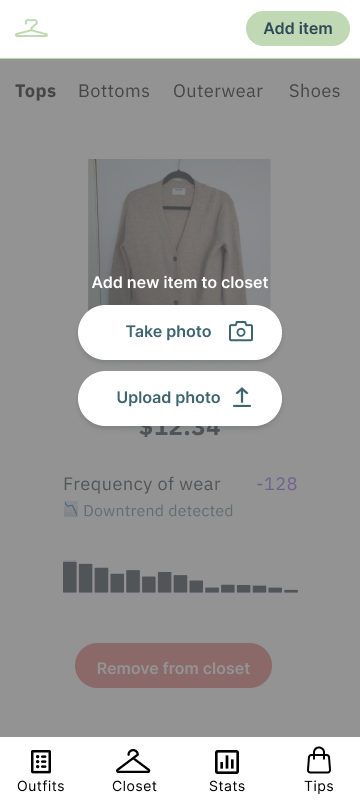 Add item
Tops Bottoms Outerwear Shoes
Add new item to closet
Take photo
Upload photo
$12.34
Frequency of wear -128
Downtrend detected
Remove from closet
Outfits Closet Stats Tips